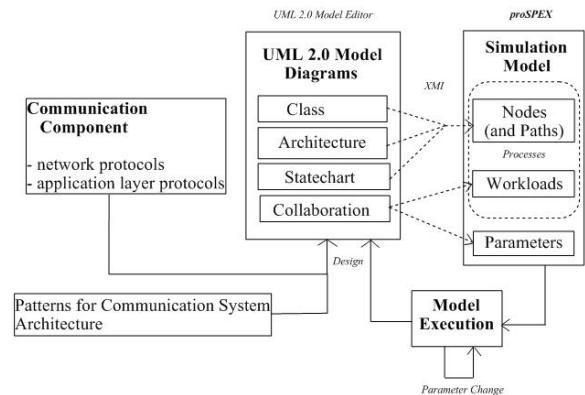 UML 2.0 Model Editor
proSPEX
UML 2.0 Model
Diagrams
Class
Architecture
Statechart
Collaboration
XMI
Simulation
Model
Nodes
(and Paths)
Processes
Workloads
Parameters
Communication
Component
- network protocols
- application layer protocols
Design
Patterns for Communication System
Architecture
Model
Execution
Parameter Change